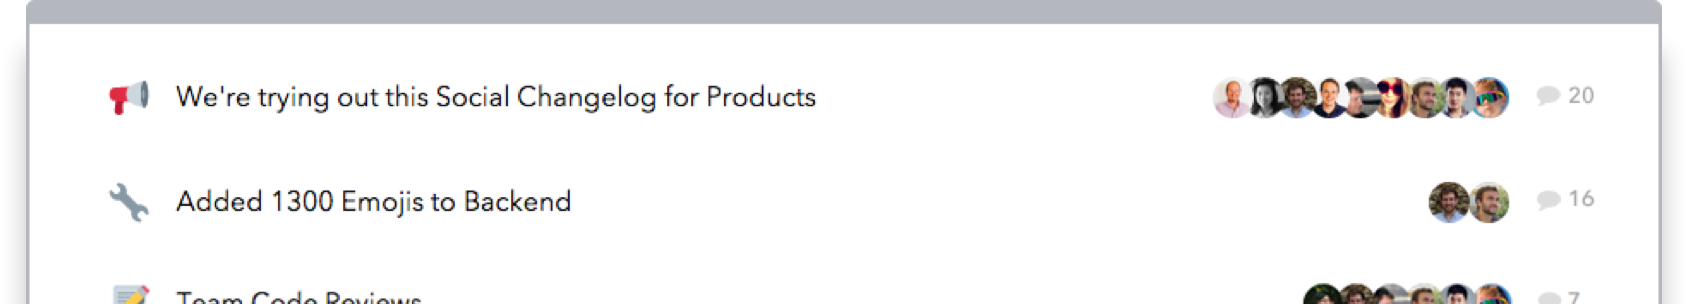 We're trying out this Social Changelog for Products 20
Added 1300 Emojis to Backend 16
Team Code Reviews 7